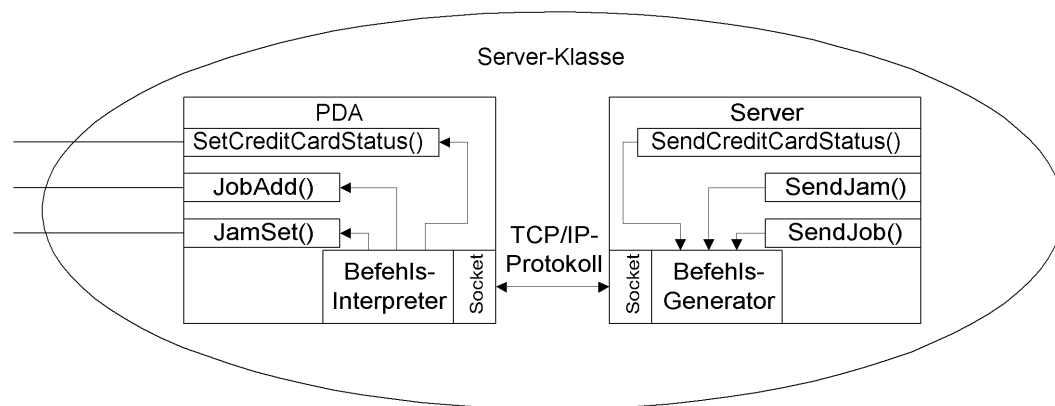 Server-Klasse
PDA
SetCreditCardStatus()
JobAdd()
JamSet()
Befehls-
Interpreter
Socket
TCP/IP-
Protokoll
Server
SendCreditCardStatus()
SendJam()
SendJob()
Socket
Befehls-
Generator